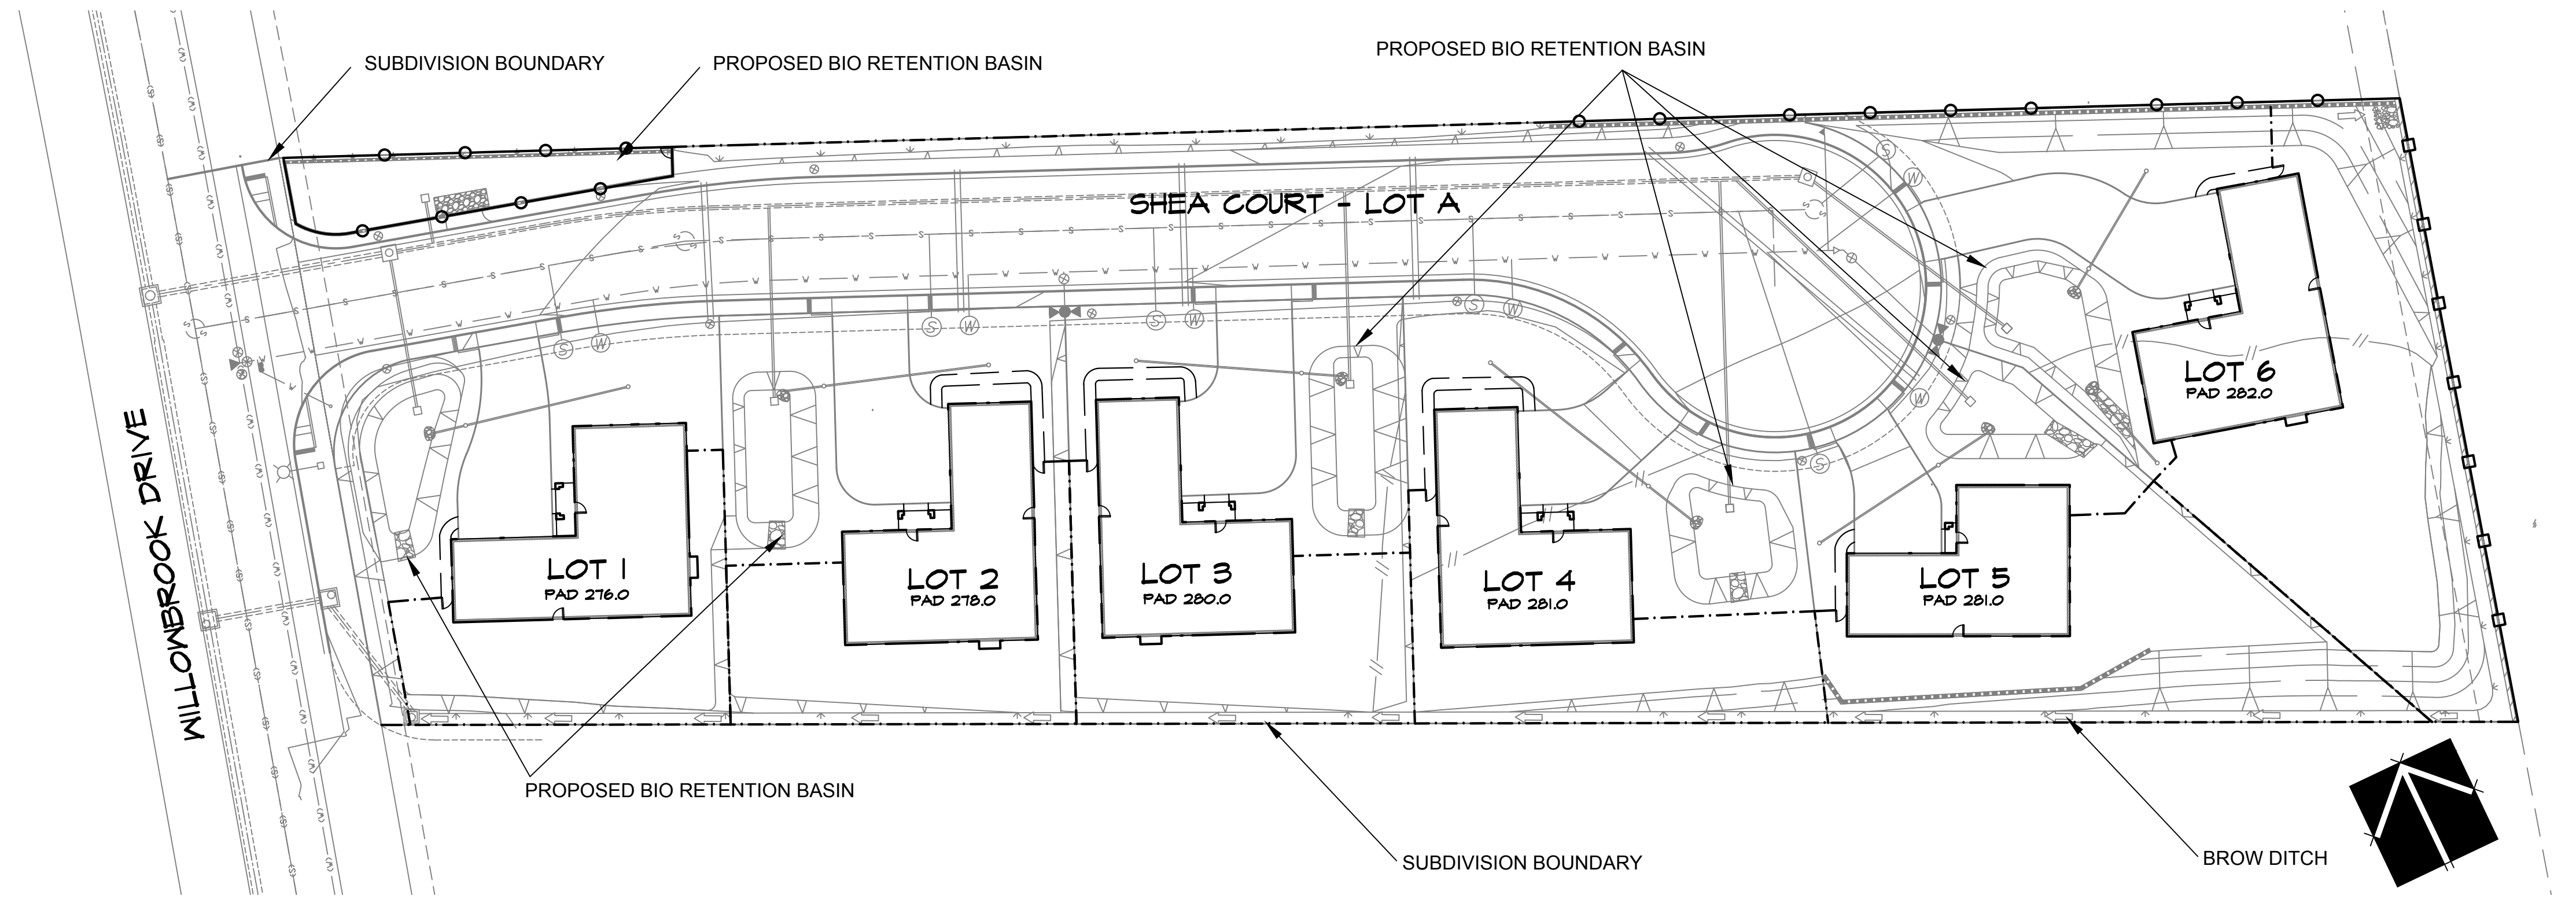 PROPOSED BIO RETENTION BASIN
SUBDIVISION BOUNDARY
PROPOSED BIO RETENTION BASIN
SHEA COURT - LOT A
WILLOWBROOK DRIVE
LOT 1
PAD 276.0
LOT 2
PAD 278.0
LOT 3
PAD 280.0
LOT 4
PAD 281.0
LOT 5
PAD 281.0
LOT 6
PAD 282.0
PROPOSED BIO RETENTION BASIN
SUBDIVISION BOUNDARY
BROW DITCH